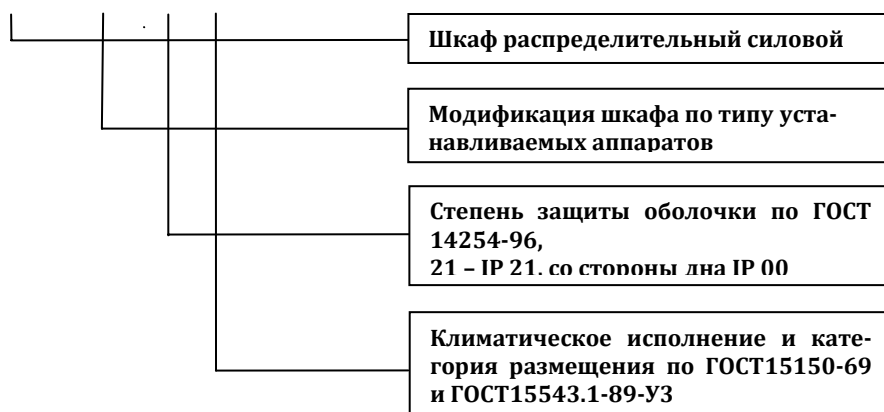 Шкаф распределительный силовой
Модификация шкафа по типу уста-
навливаемых аппаратов
Степень защиты оболочки по ГОСТ
14254-96,
21 – IP 21, со стороны дна IP 00
Климатическое исполнение и кате-
гория размещения по ГОСТ15150-69
и ГОСТ15543.1-89-У3